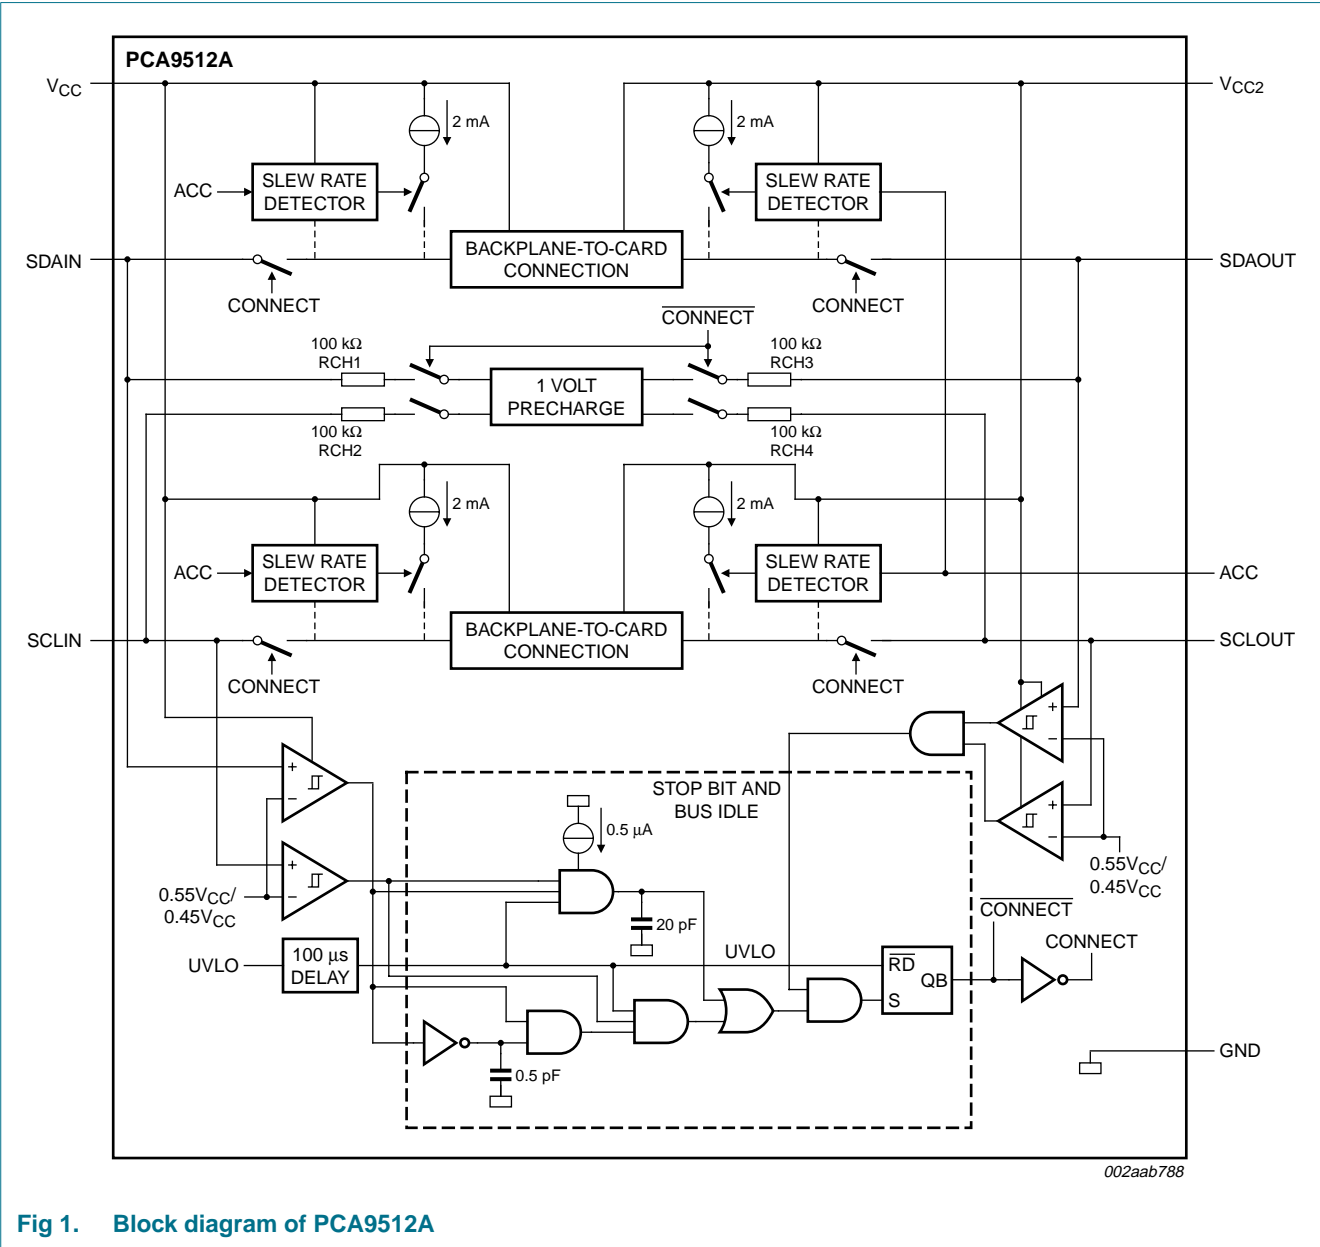 PCA9512A
VCC
VCC2
2 mA
2 mA
ACC
SLEW RATE
DETECTOR
SLEW RATE
DETECTOR
SDAIN
BACKPLANE-TO-CARD
CONNECTION
SDAOUT
CONNECT
CONNECT
CONNECT
100 kΩ
RCH1
100 kΩ
RCH3
1 VOLT
PRECHARGE
100 kΩ
RCH2
100 kΩ
RCH4
2 mA
2 mA
ACC
SLEW RATE
DETECTOR
SLEW RATE
DETECTOR
ACC
SCLIN
BACKPLANE-TO-CARD
CONNECTION
SCLOUT
CONNECT
CONNECT
+
−
+
−
STOP BIT AND
BUS IDLE
0.5 μA
+
−
+
−
0.55VCC/
0.45VCC
0.55VCC/
0.45VCC
20 pF
CONNECT
CONNECT
UVLO
100 μs
DELAY
UVLO
RD
QB
S
0.5 pF
GND
002aab788
Fig 1. Block diagram of PCA9512A